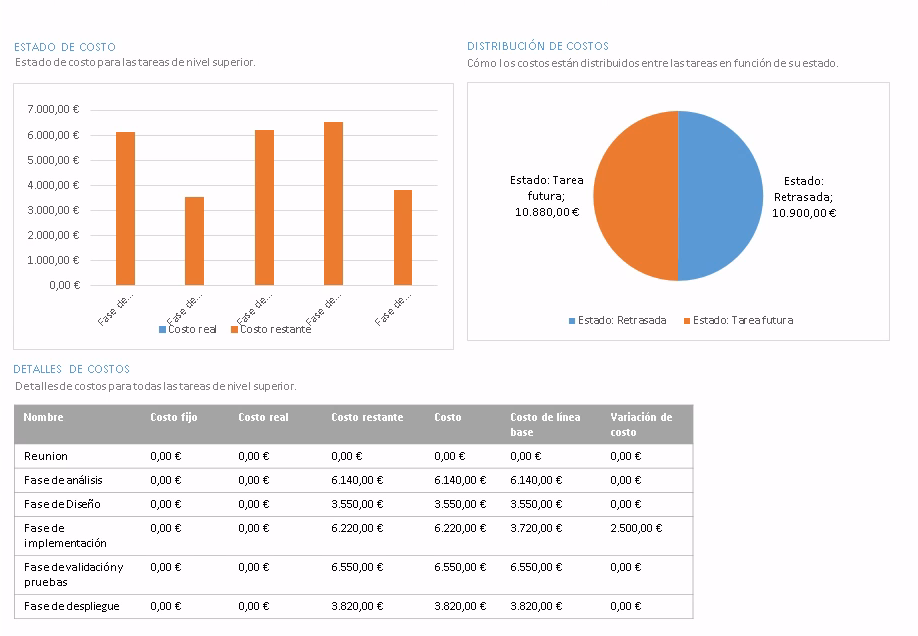 ESTADO DE COSTO
Estado de costo para las tareas de nivel superior.
7.000,00 €
6.000,00 €
5.000,00 €
4.000,00 €
3.000,00 €
2.000,00 €
1.000,00 €
0,00 €
Fase de...
Fase de...
Fase de...
Fase de...
Fase de...
Costo real
Costo restante
DISTRIBUCIÓN DE COSTOS
Cómo los costos están distribuidos entre las tareas en función de su estado.
Estado: Tarea
futura;
10.880,00 €
Estado:
Retrasada;
10.900,00 €
Estado: Retrasada
Estado: Tarea futura
DETALLES DE COSTOS
Detalles de costos para todas las tareas de nivel superior.
Nombre Costo fijo Costo real Costo restante Costo Costo de línea Variación de
base costo
Reunion 0,00 € 0,00 € 0,00 € 0,00 € 0,00 € 0,00 €
Fase de análisis 0,00 € 0,00 € 6.140,00 € 6.140,00 € 6.140,00 € 0,00 €
Fase de Diseño 0,00 € 0,00 € 3.550,00 € 3.550,00 € 3.550,00 € 0,00 €
Fase de 0,00 € 0,00 € 6.220,00 € 6.220,00 € 3.720,00 € 2.500,00 €
implementación
Fase de validación y 0,00 € 0,00 € 6.550,00 € 6.550,00 € 6.550,00 € 0,00 €
pruebas
Fase de despliegue 0,00 € 0,00 € 3.820,00 € 3.820,00 € 3.820,00 € 0,00 €